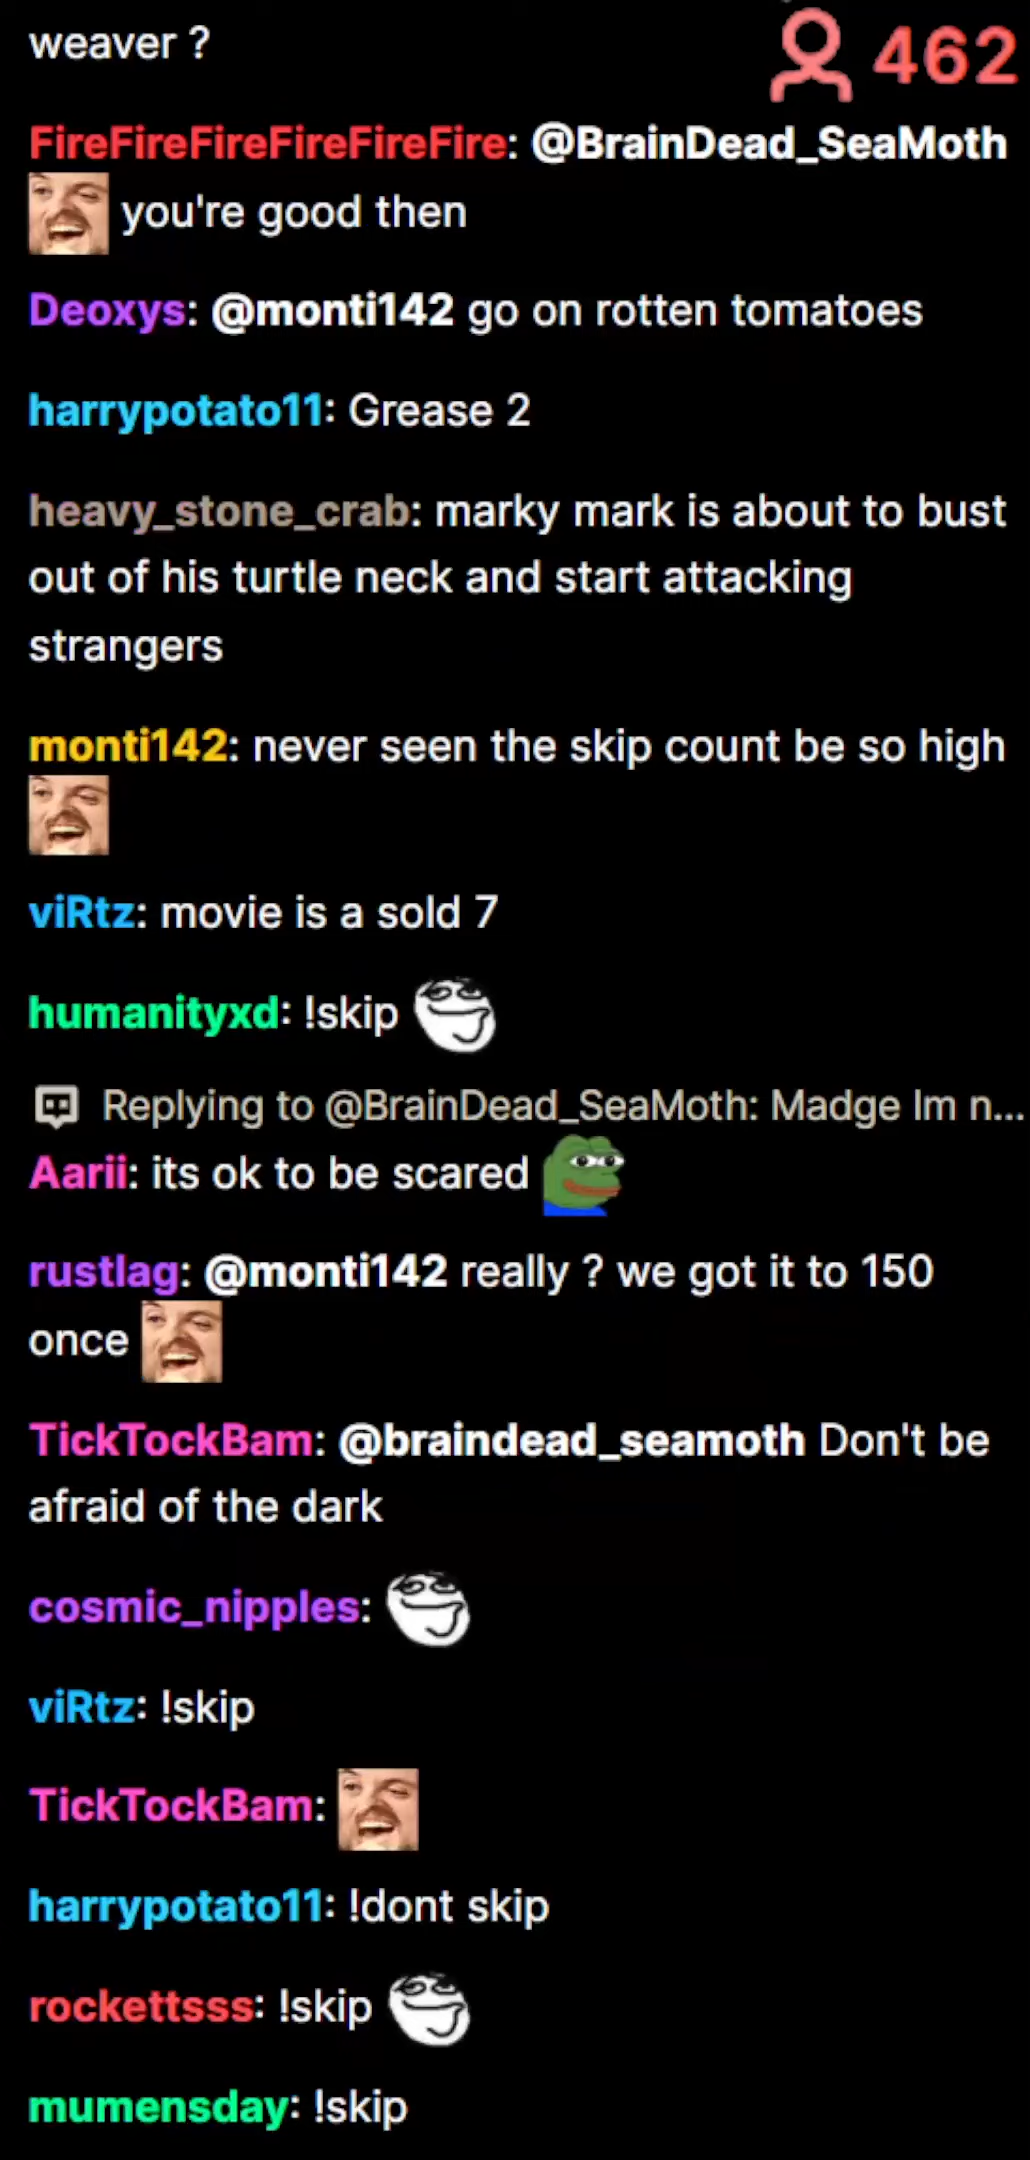 weaver ?
462
FireFireFireFireFireFire: @BrainDead_SeaMoth
you're good then
Deoxys: @monti142 go on rotten tomatoes
harrypotato11: Grease 2
heavy_stone_crab: marky mark is about to bust
out of his turtle neck and start attacking
strangers
monti142: never seen the skip count be so high
viRtz: movie is a sold 7
humanityxd: !skip
Replying to @BrainDead_SeaMoth: Madge Im n...
Aarii: its ok to be scared
rustlag: @monti142 really ? we got it to 150
once
TickTockBam: @braindead_seamoth Don't be
afraid of the dark
cosmic_nipples:
viRtz: !skip
TickTockBam:
harrypotato11: !dont skip
rockettsss: !skip
mumensday: !skip